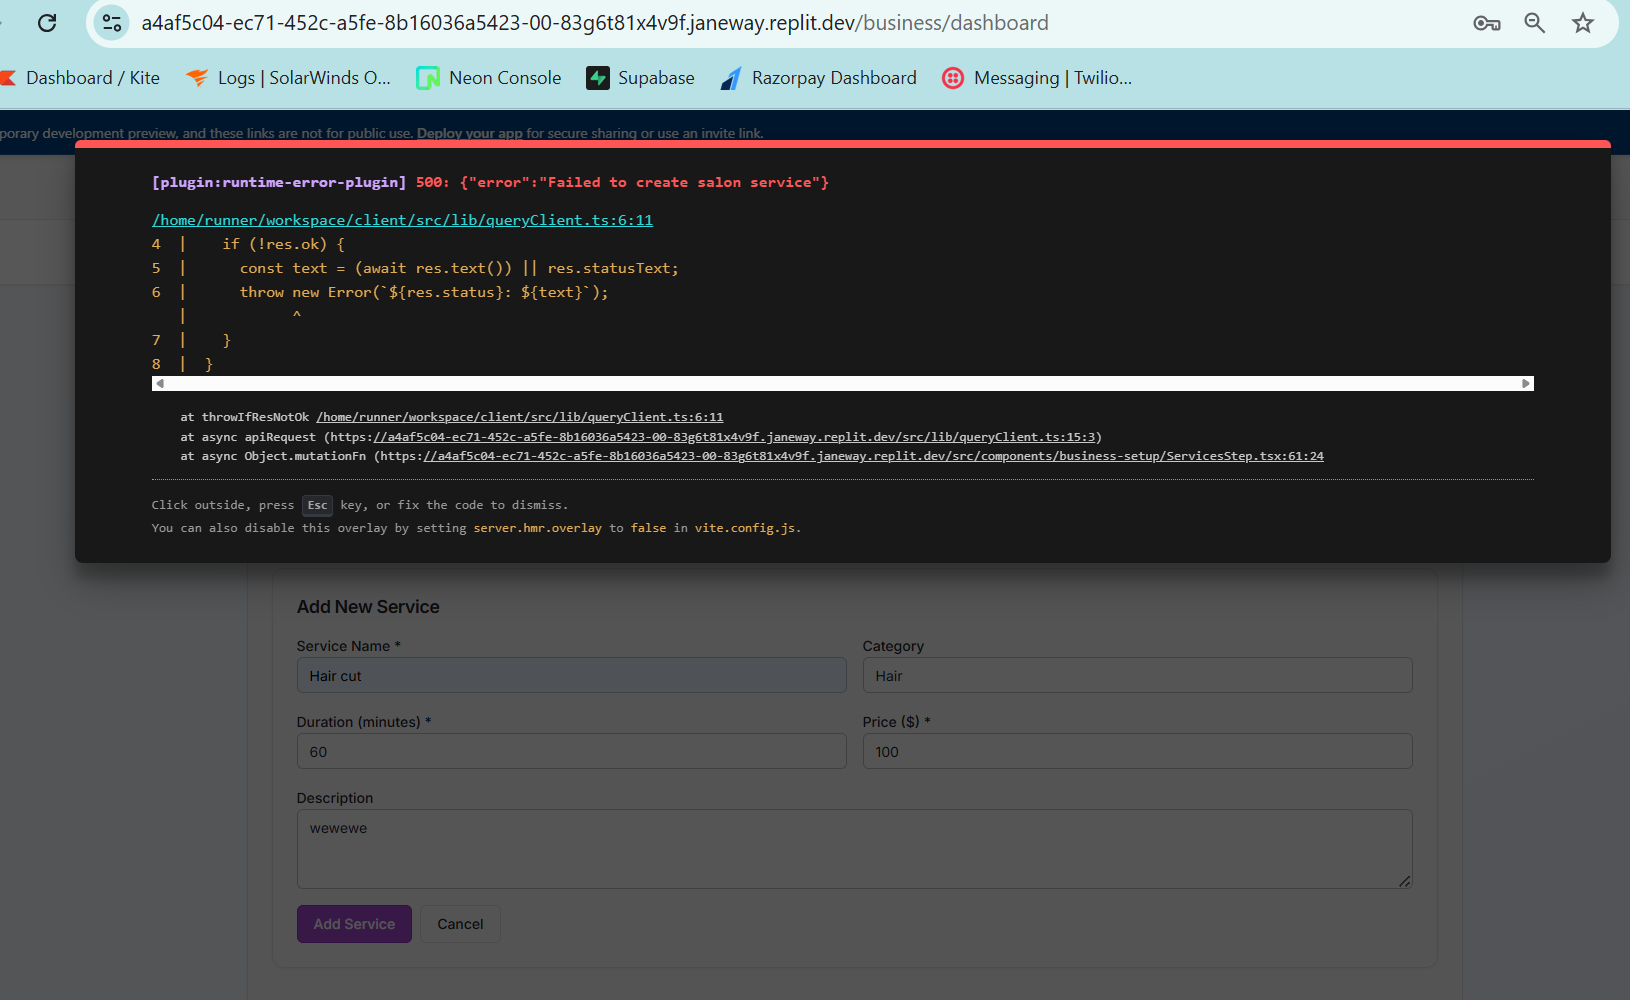 a4af5c04-ec71-452c-a5fe-8b16036a5423-00-83g6t81x4v9f.janeway.replit.dev/business/dashboard
Dashboard / Kite Logs | SolarWinds O... Neon Console Supabase Razorpay Dashboard Messaging | Twilio...
porary development preview, and these links are not for public use. Deploy your app for secure sharing or use an invite link.
[plugin:runtime-error-plugin] 500: {"error":"Failed to create salon service"}
/home/runner/workspace/client/src/lib/queryClient.ts:6:11
4 | if (!res.ok) {
5 | const text = (await res.text()) || res.statusText;
6 | throw new Error(`${res.status}: ${text}`);
| ^
7 | }
8 | }
at throwIfResNotOk /home/runner/workspace/client/src/lib/queryClient.ts:6:11
at async apiRequest (https://a4af5c04-ec71-452c-a5fe-8b16036a5423-00-83g6t81x4v9f.janeway.replit.dev/src/lib/queryClient.ts:15:3)
at async Object.mutationFn (https://a4af5c04-ec71-452c-a5fe-8b16036a5423-00-83g6t81x4v9f.janeway.replit.dev/src/components/business-setup/ServicesStep.tsx:61:24
Click outside, press Esc key, or fix the code to dismiss.
You can also disable this overlay by setting server.hmr.overlay to false in vite.config.js.
Add New Service
Service Name * Category
Hair cut Hair
Duration (minutes) * Price ($) *
60 100
Description
wewewe
Add Service Cancel